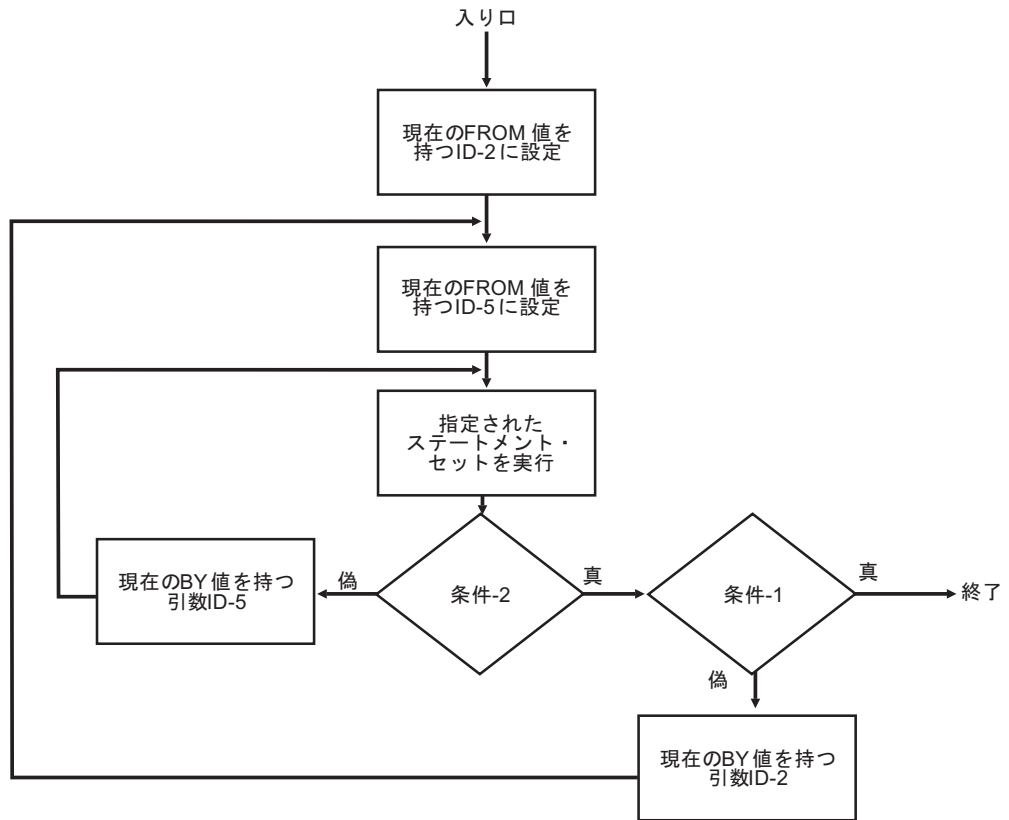 入り口
現在のFROM 値を
持つID-2に設定
現在のFROM 値を
持つID-5に設定
指定された
ステートメント・
セットを実行
現在のBY値を持つ
引数ID-5
偽
条件-2
真
条件-1
真
終了
偽
現在のBY値を持つ
引数ID-2